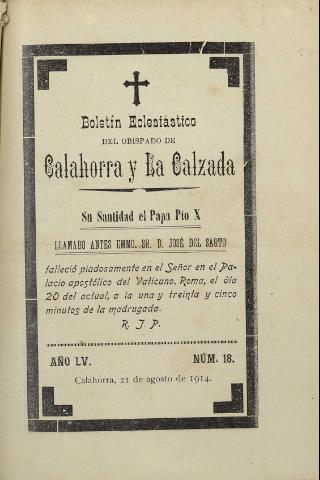 Boletín Eclesiástico
DEL OBISPADO DE
Calahorra y La Calzada
Su Santidad el Papa Pío X
LLAMADO ANTES EMMO. SR. D. JOSÉ DEL SARTO
falleció piadosamente en el Señor en el Pa-
lacio apostólico del Vaticano, Roma, el día
20 del actual, a la una y treinta y cinco
minutos de la madrugada.
R. I. P.
AÑO LV. NÚM. 18.
Calahorra, 21 de agosto de 1914.